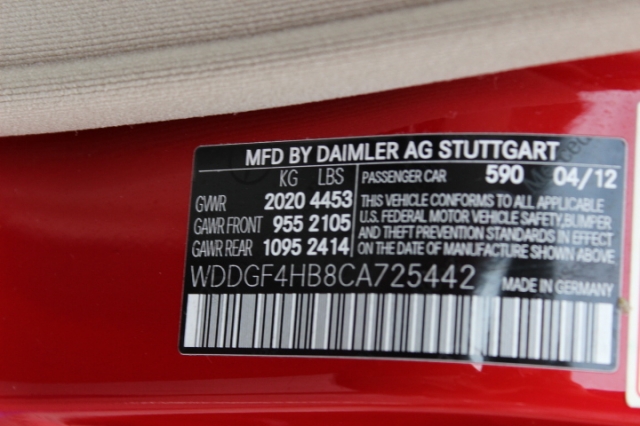 MFD BY DAIMLER AG STUTTGART
KG LBS
GVWR 2020 4453
GAWR FRONT 955 2105
GAWR REAR 1095 2414
PASSENGER CAR 590 04/12
THIS VEHICLE CONFORMS TO ALL APPLICABLE
U.S. FEDERAL MOTOR VEHICLE SAFETY, BUMPER
AND THEFT PREVENTION STANDARDS IN EFFECT
ON THE DATE OF MANUFACTURE SHOWN ABOVE
WDDGF4HB8CA725442 MADE IN GERMANY